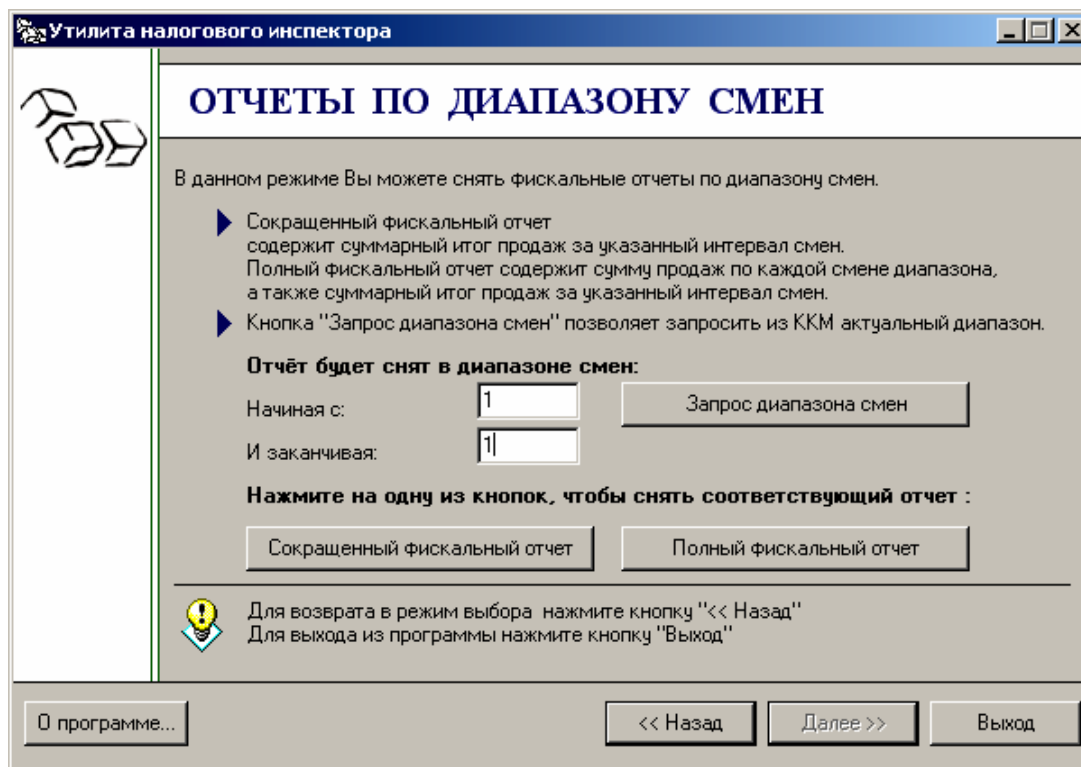 Утилита налогового инспектора
ОТЧЕТЫ ПО ДИАПАЗОНУ СМЕН
В данном режиме Вы можете снять фискальные отчеты по диапазону смен.
Сокращенный фискальный отчет
содержит суммарный итог продаж за указанный интервал смен.
Полный фискальный отчет содержит сумму продаж по каждой смене диапазона,
а также суммарный итог продаж за указанный интервал смен.
Кнопка "Запрос диапазона смен" позволяет запросить из ККМ актуальный диапазон.
Отчёт будет снят в диапазоне смен:
Начиная с: 1 Запрос диапазона смен
И заканчивая: 1
Нажмите на одну из кнопок, чтобы снять соответствующий отчет :
Сокращенный фискальный отчет Полный фискальный отчет
Для возврата в режим выбора нажмите кнопку "<< Назад"
Для выхода из программы нажмите кнопку "Выход"
О программе... << Назад Далее >> Выход